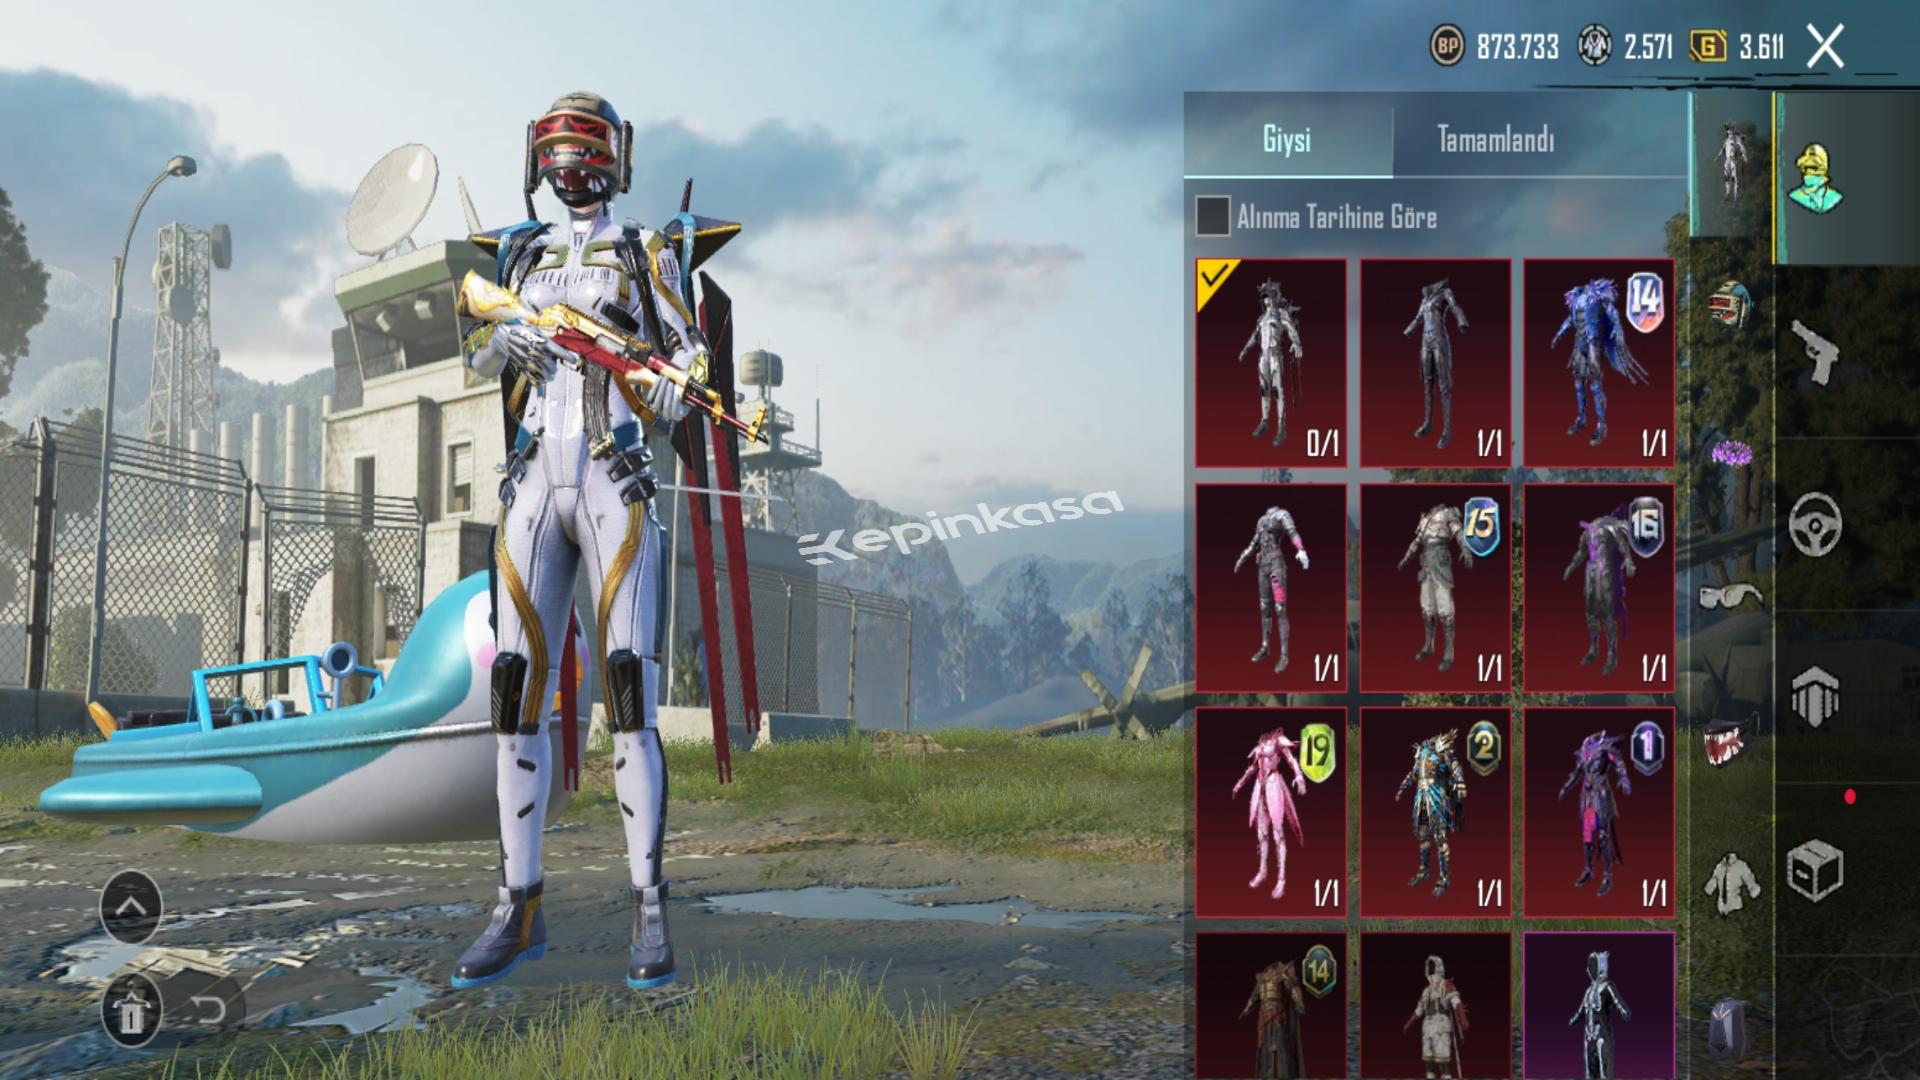 BP 873.733 2.571 G 3.611
Giysi Tamamlandı
Alınma Tarihine Göre
0/1 1/1 14 1/1
1/1 15 1/1 16 1/1
19 1/1 2 1/1 1 1/1
14
epinkasa